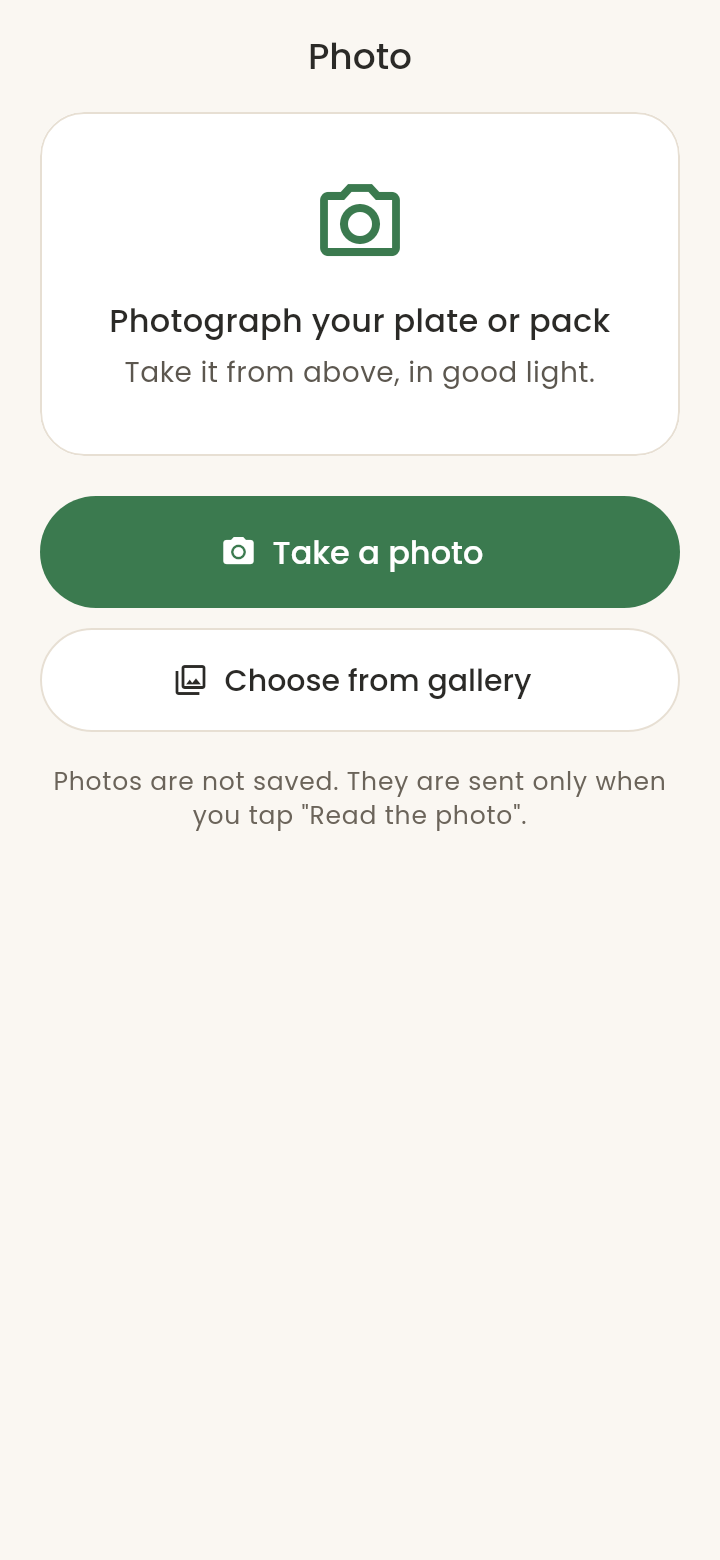 Photo
Photograph your plate or pack
Take it from above, in good light.
Take a photo
Choose from gallery
Photos are not saved. They are sent only when
you tap "Read the photo".